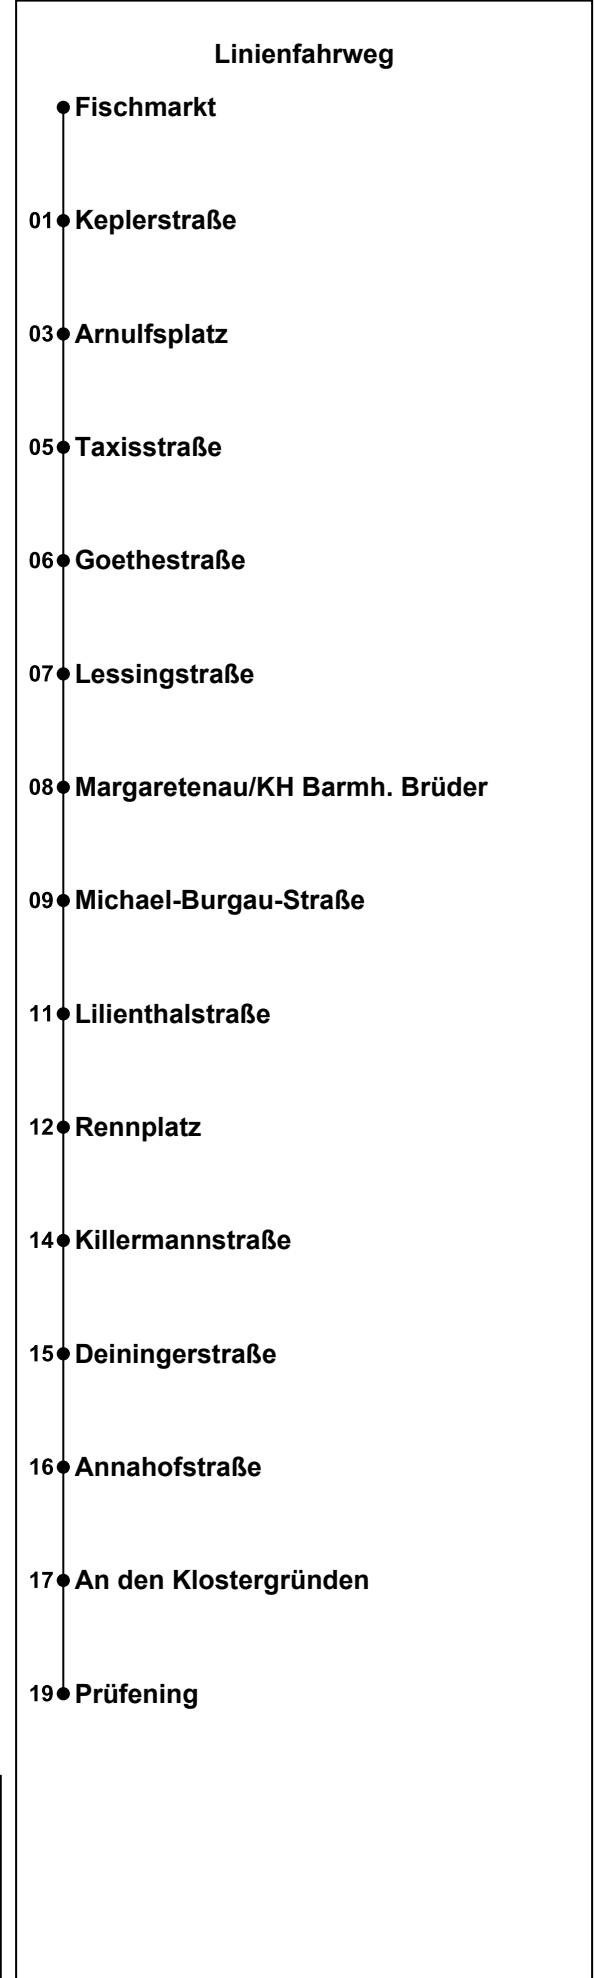 Linienfahrweg
Fischmarkt
01 Keplerstraße
03 Arnulfsplatz
05 Taxisstraße
06 Goethestraße
07 Lessingstraße
08 Margaretenau/KH Barmh. Brüder
09 Michael-Burgau-Straße
11 Lilienthalstraße
12 Rennplatz
14 Killermannstraße
15 Deiningerstraße
16 Annahofstraße
17 An den Klostergründen
19 Prüfening